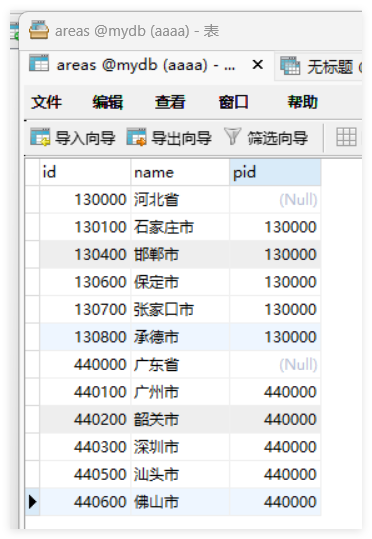 areas @mydb (aaaa) - 表
areas @mydb (aaaa) - ... × 无标题
文件 编辑 查看 窗口 帮助
导入向导 导出向导 筛选向导
id name pid
130000 河北省 (Null)
130100 石家庄市 130000
130400 邯郸市 130000
130600 保定市 130000
130700 张家口市 130000
130800 承德市 130000
440000 广东省 (Null)
440100 广州市 440000
440200 韶关市 440000
440300 深圳市 440000
440500 汕头市 440000
440600 佛山市 440000